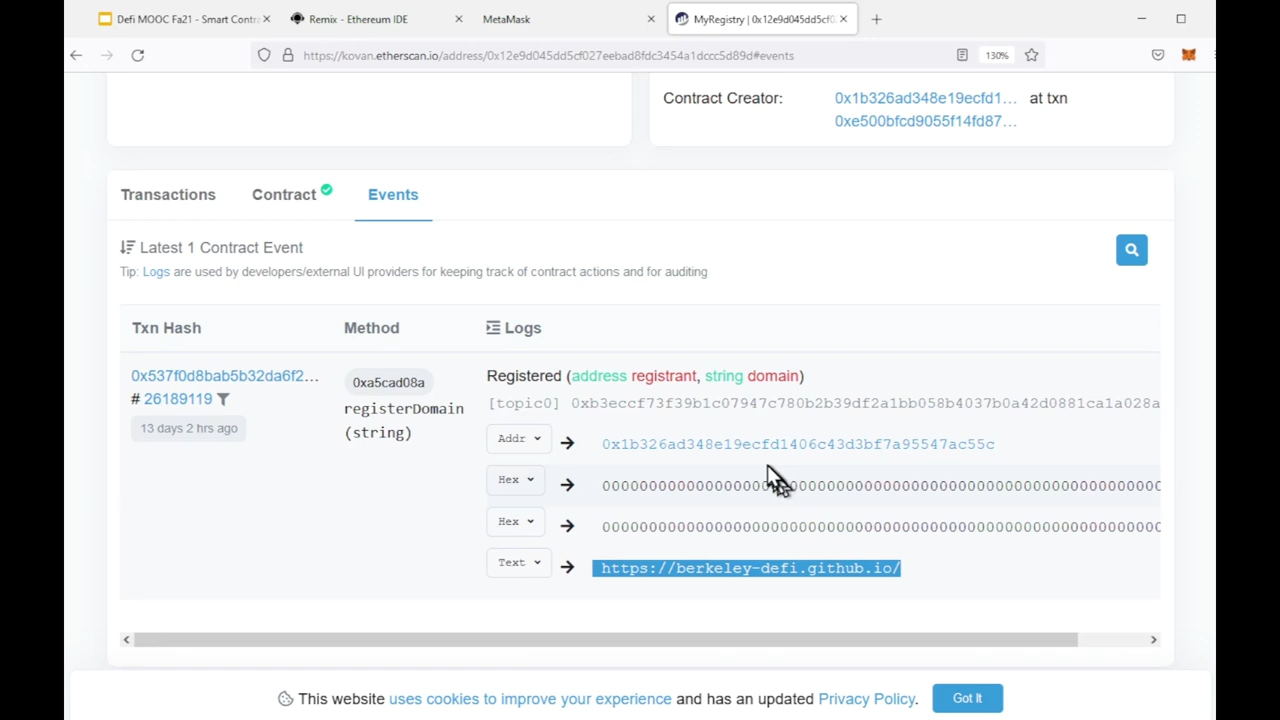 Defi MOOC Fa21 - Smart Contra
Remix - Ethereum IDE
MetaMask
MyRegistry | 0x12e9d045dd5cf0
https://kovan.etherscan.io/address/0x12e9d045dd5cf027eebad8fdc3454a1dccc5d89d#events
130%
Contract Creator:
0x1b326ad348e19ecfd1... at txn
0xe500bfcd9055f14fd87...
Transactions
Contract
Events
Latest 1 Contract Event
Tip: Logs are used by developers/external UI providers for keeping track of contract actions and for auditing
Txn Hash
Method
Logs
0x537f0d8bab5b32da6f2...
# 26189119
13 days 2 hrs ago
0xa5cad08a
registerDomain
(string)
Registered (address registrant, string domain)
[topic0] 0xb3eccf73f39b1c07947c780b2b39df2a1bb058b4037b0a42d0881ca1a028a
Addr
0x1b326ad348e19ecfd1406c43d3bf7a95547ac55c
Hex
Hex
Text
https://berkeley-defi.github.io/
This website uses cookies to improve your experience and has an updated Privacy Policy.
Got It